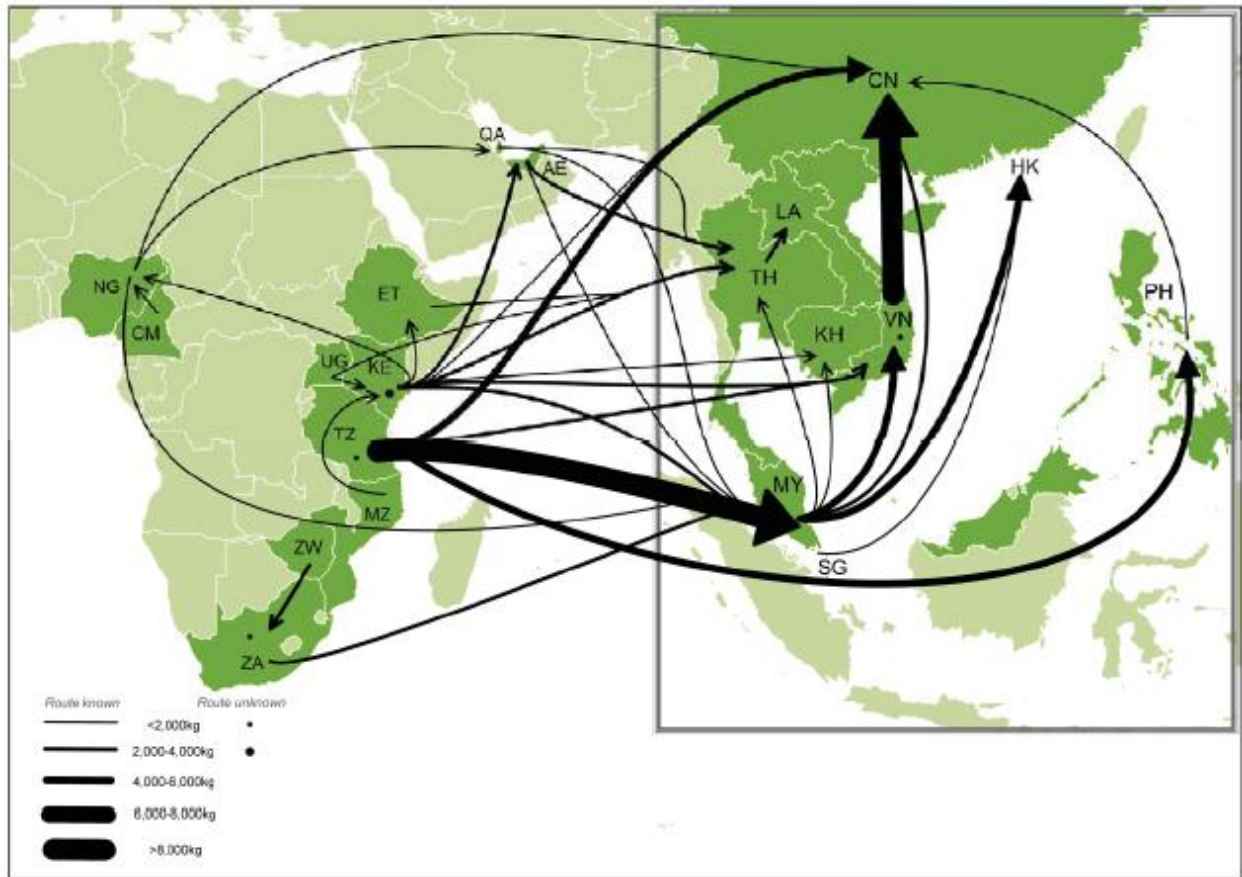 CN
QA
AE
HK
LA
NG
TH
ET
PH
CM
VN
KH
UG
KE
TZ
MY
MZ
ZW
SG
ZA
Route known
Route unknown
<2,000kg
2,000-4,000kg
4,000-6,000kg
6,000-8,000kg
>8,000kg